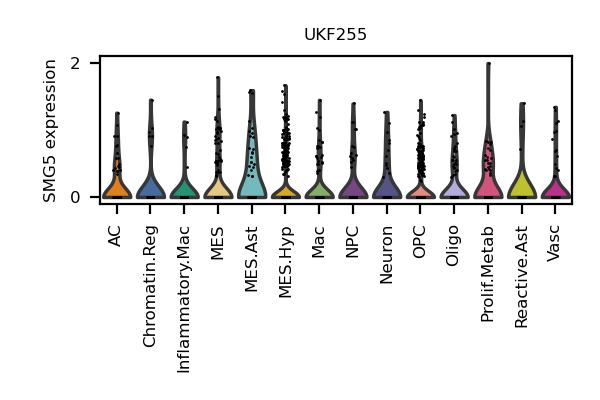 UKF255
SMG5 expression
2
0
AC
Chromatin.Reg
Inflammatory.Mac
MES
MES.Ast
MES.Hyp
Mac
NPC
Neuron
OPC
Oligo
Prolif.Metab
Reactive.Ast
Vasc